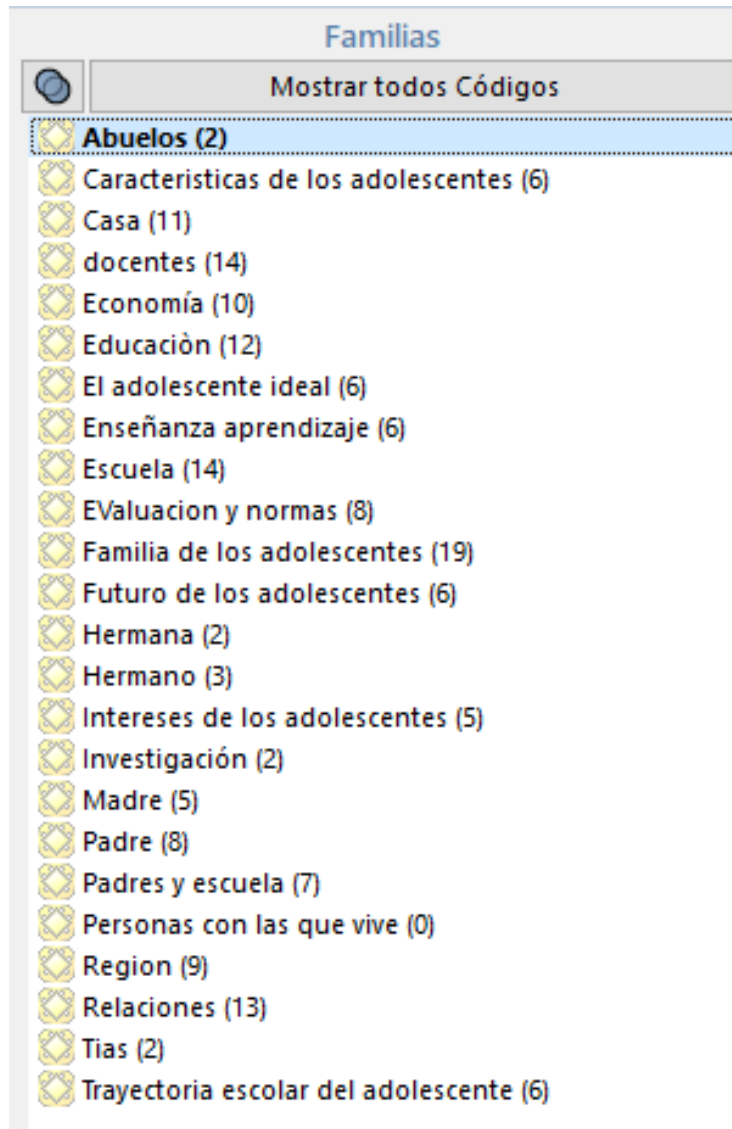 Familias
Mostrar todos Códigos
Abuelos (2)
Caracteristicas de los adolescentes (6)
Casa (11)
docentes (14)
Economía (10)
Educaciòn (12)
El adolescente ideal (6)
Enseñanza aprendizaje (6)
Escuela (14)
EValuacion y normas (8)
Familia de los adolescentes (19)
Futuro de los adolescentes (6)
Hermana (2)
Hermano (3)
Intereses de los adolescentes (5)
Investigación (2)
Madre (5)
Padre (8)
Padres y escuela (7)
Personas con las que vive (0)
Region (9)
Relaciones (13)
Tias (2)
Trayectoria escolar del adolescente (6)